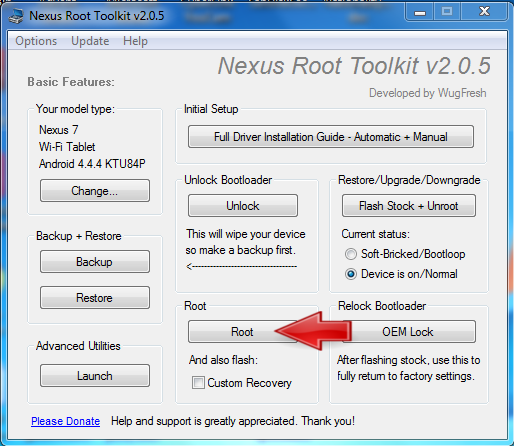 Nexus Root Toolkit v2.0.5
Options Update Help
Nexus Root Toolkit v2.0.5
Developed by WugFresh
Basic Features:
Your model type:
Nexus 7
Wi-Fi Tablet
Android 4.4.4 KTU84P
Change...
Initial Setup
Full Driver Installation Guide - Automatic + Manual
Unlock Bootloader
Unlock
This will wipe your device
so make a backup first.
<-----------------------------------
Restore/Upgrade/Downgrade
Flash Stock + Unroot
Current status:
Soft-Bricked/Bootloop
Device is on/Normal
Backup + Restore
Backup
Restore
Root
Root
And also flash:
Custom Recovery
Relock Bootloader
OEM Lock
After flashing stock, use this to
fully return to factory settings.
Advanced Utilities
Launch
Please Donate Help and support is greatly appreciated. Thank you!